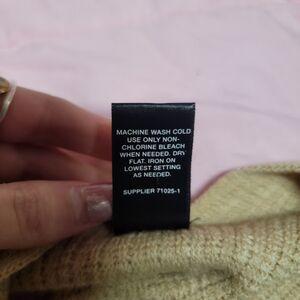 MACHINE WASH COLD
USE ONLY NON-
CHLORINE BLEACH
WHEN NEEDED. DRY
FLAT. IRON ON
LOWEST SETTING
AS NEEDED.
SUPPLIER 71025-1